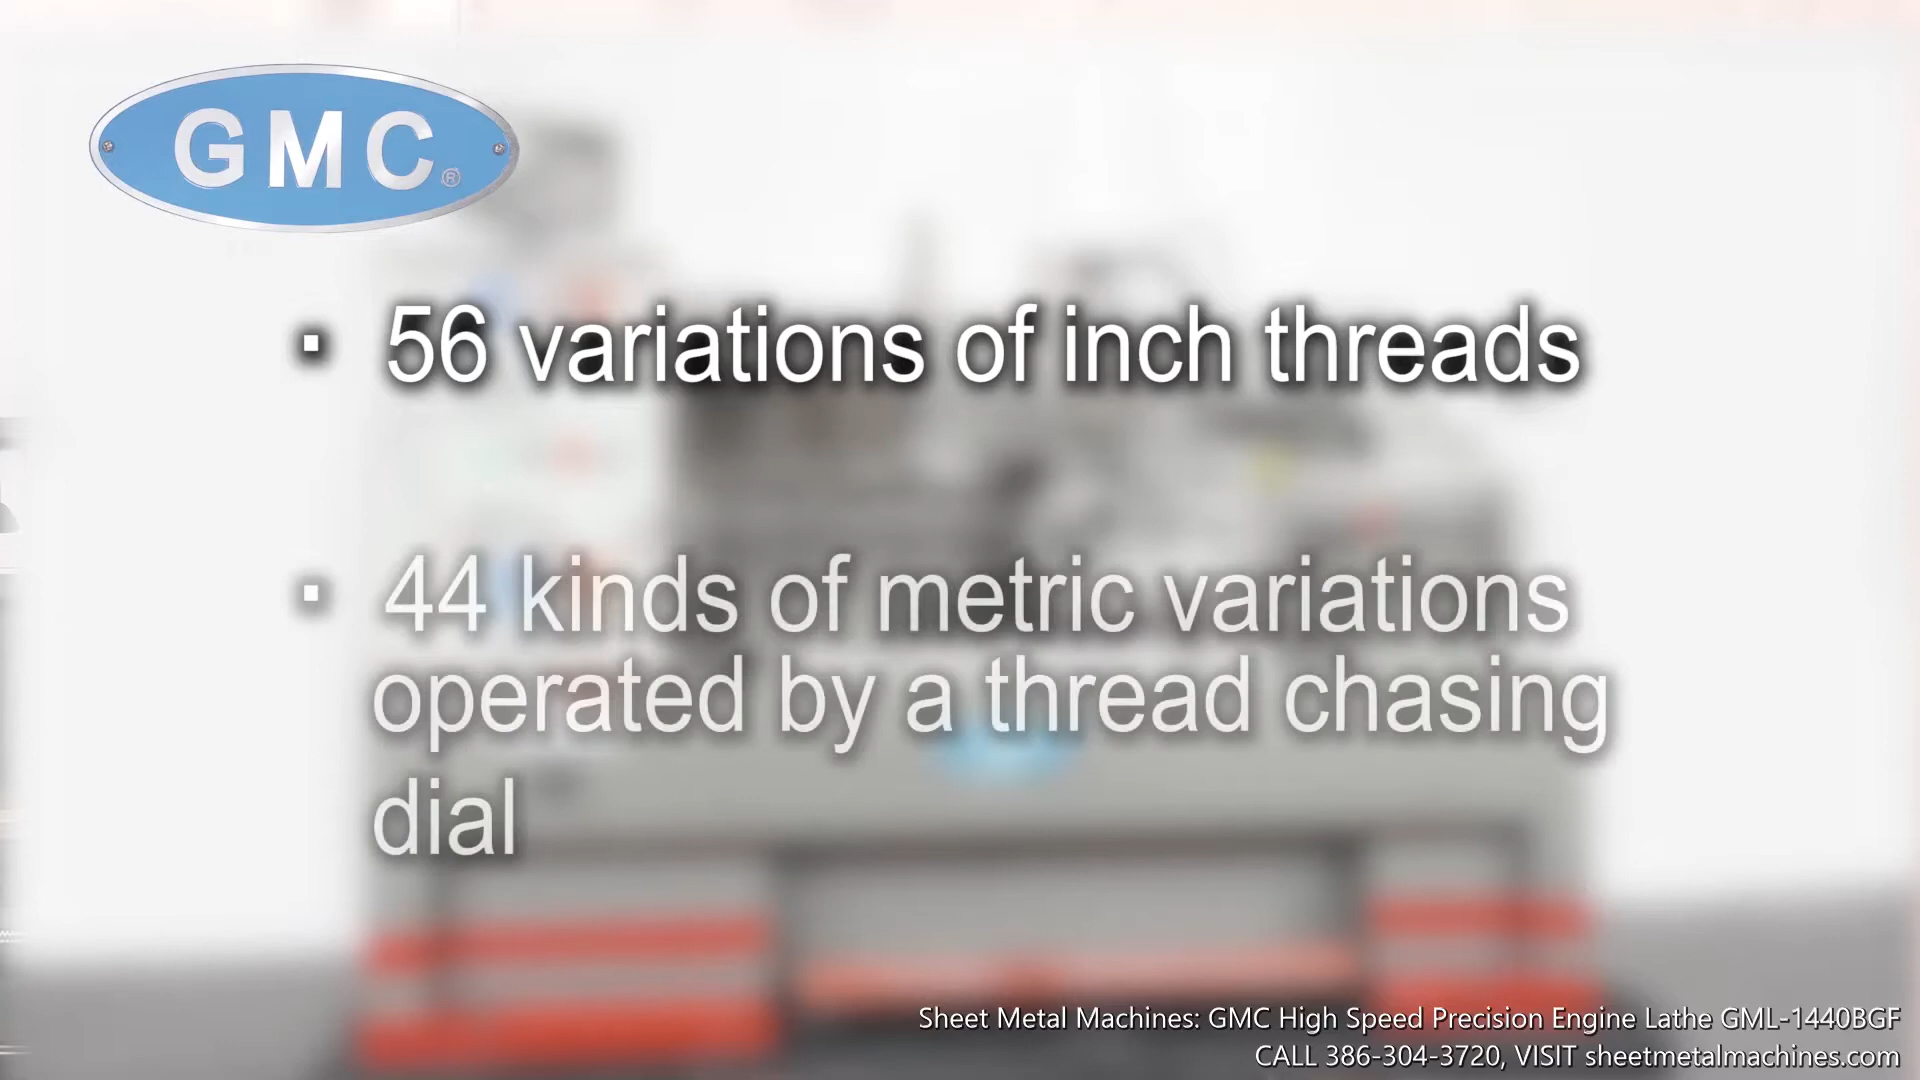 GMC®
▪ 56 variations of inch threads
▪ 44 kinds of metric variations
operated by a thread chasing
dial
Sheet Metal Machines: GMC High Speed Precision Engine Lathe GML-1440BGF
CALL 386-304-3720, VISIT sheetmetalmachines.com